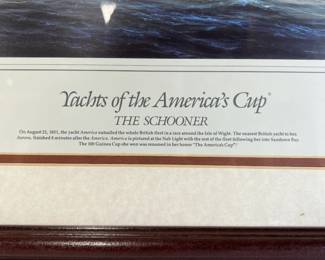 Yachts of the America's Cup®
THE SCHOONER
On August 22, 1851, the yacht America outsailed the whole British fleet in a race around the Isle of Wight. The nearest British yacht to her,
Aurora, finished 8 minutes after the America. America is pictured at the Nab Light with the rest of the fleet following her into Sandown Bay.
The 100 Guinea Cup she won was renamed in her honor "The America's Cup".